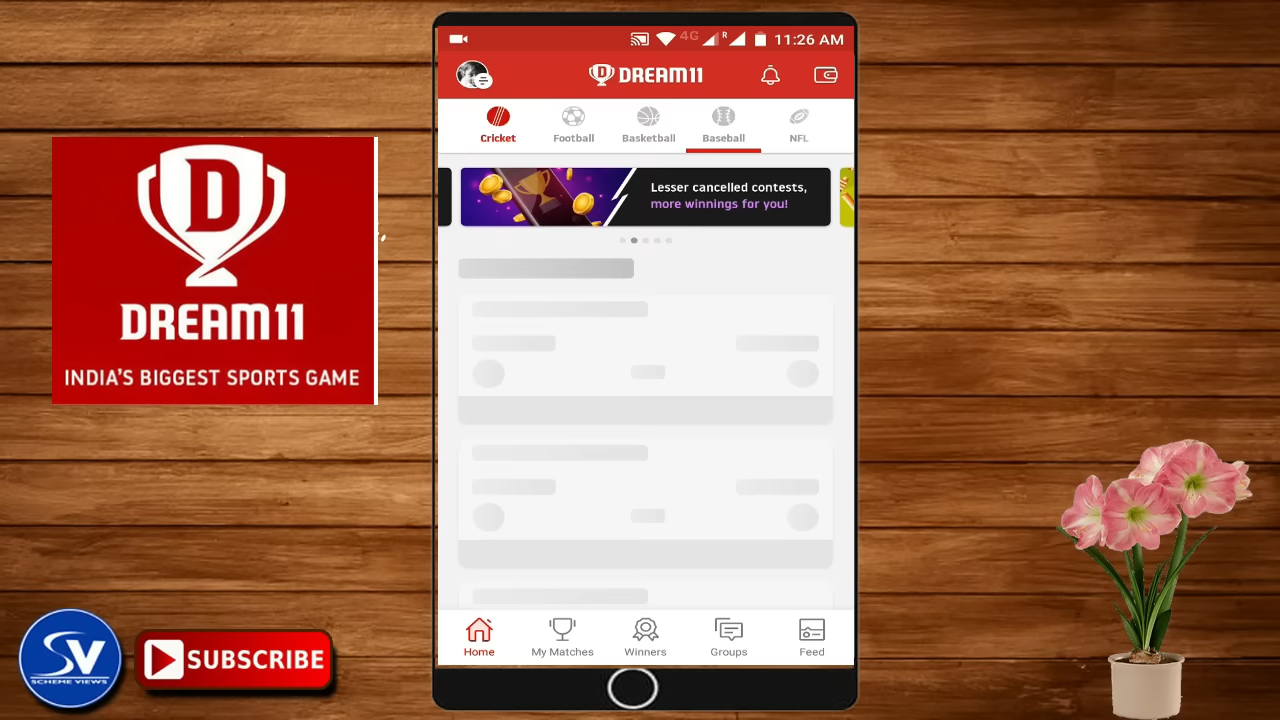 4G R 11:26 AM
DREAM11
Cricket Football Basketball Baseball NFL
Lesser cancelled contests,
more winnings for you!
D
DREAM11
INDIA'S BIGGEST SPORTS GAME
Home My Matches Winners Groups Feed
SV
SCHEME VIEWS
SUBSCRIBE